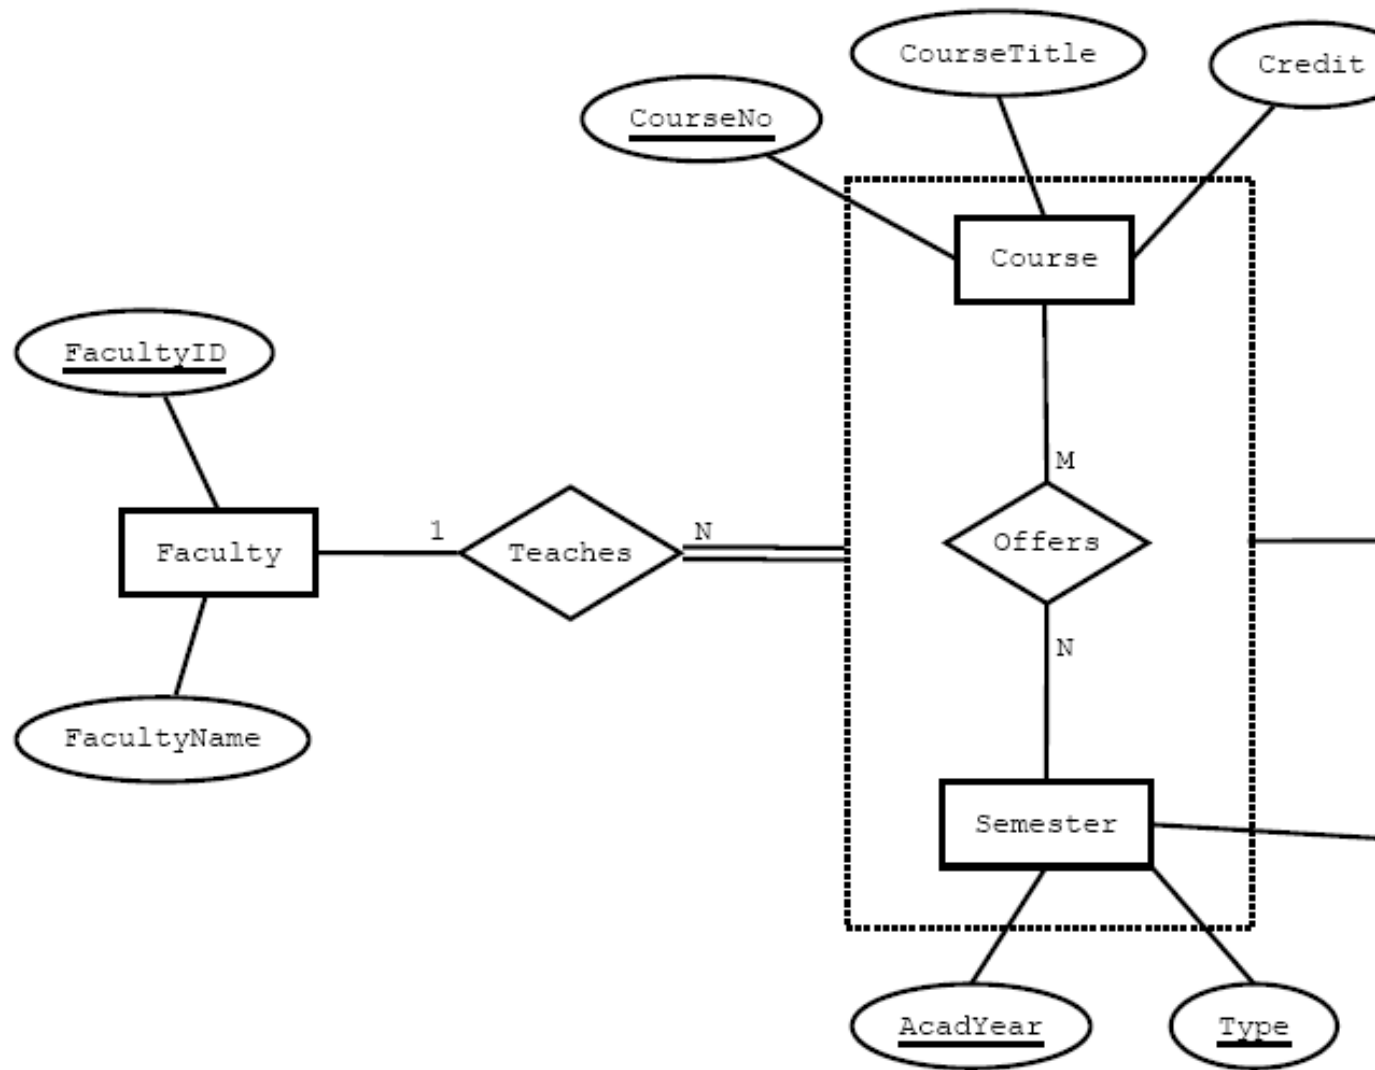 CourseTitle
Credit
CourseNo
Course
FacultyID
M
1
N
Offers
Faculty
Teaches
N
FacultyName
Semester
AcadYear
Type